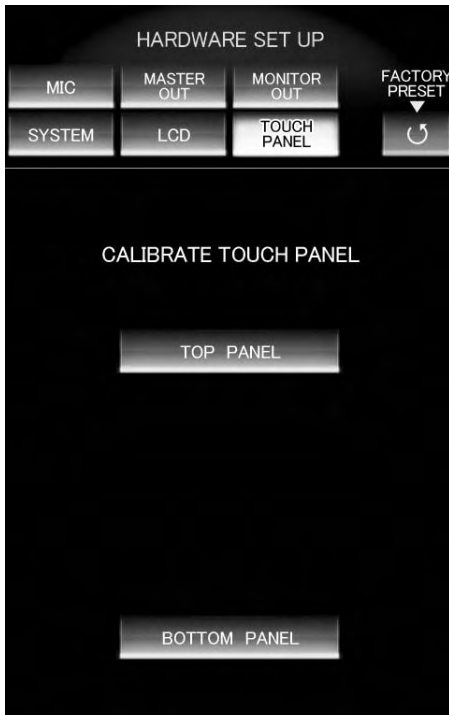 HARDWARE SET UP
MIC
MASTER
OUT
MONITOR
OUT
FACTORY
PRESET
SYSTEM
LCD
TOUCH
PANEL
CALIBRATE TOUCH PANEL
TOP PANEL
BOTTOM PANEL